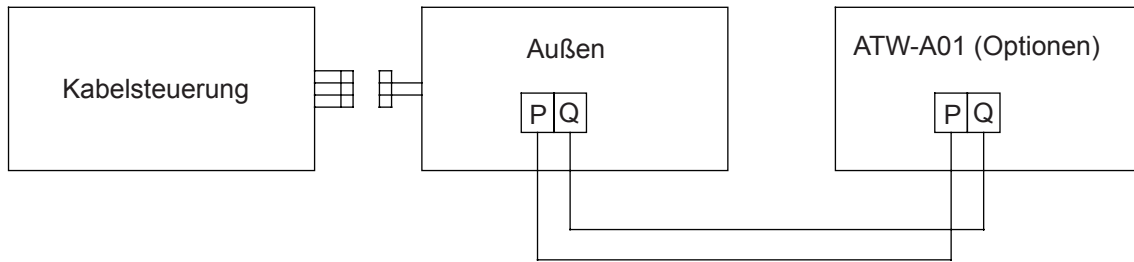 Kabelsteuerung
Außen
P Q
ATW-A01 (Optionen)
P Q